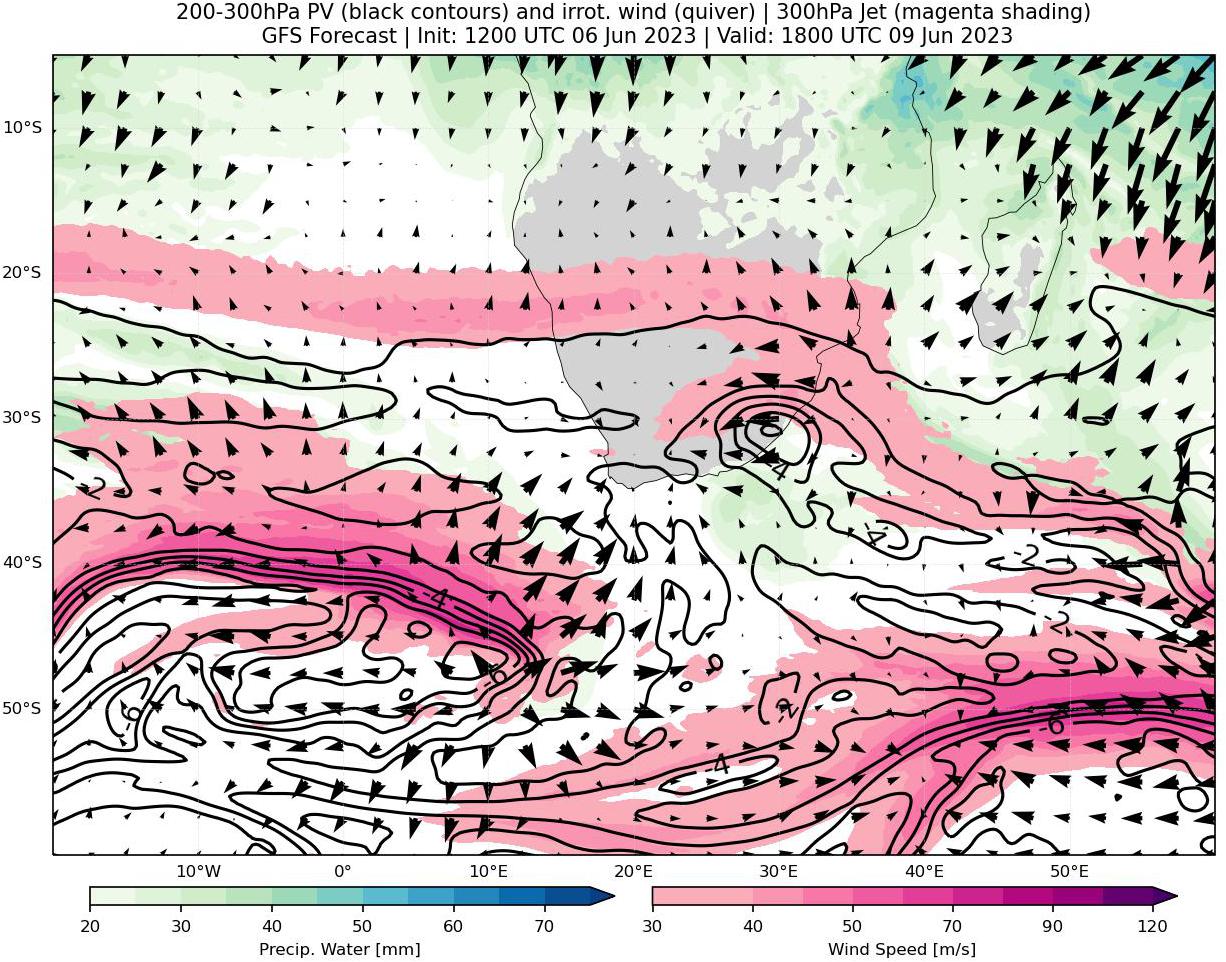 200-300hPa PV (black contours) and irrot. wind (quiver) | 300hPa Jet (magenta shading)
GFS Forecast | Init: 1200 UTC 06 Jun 2023 | Valid: 1800 UTC 09 Jun 2023
10°S
20°S
30°S
-4
-2
-4
40°S
-2
-4
-2
-6
50°S
-6
-2
-6
-4
10°W 0° 10°E 20°E 30°E 40°E 50°E
20 30 40 50 60 70
30 40 50 70 90 120
Precip. Water [mm]
Wind Speed [m/s]